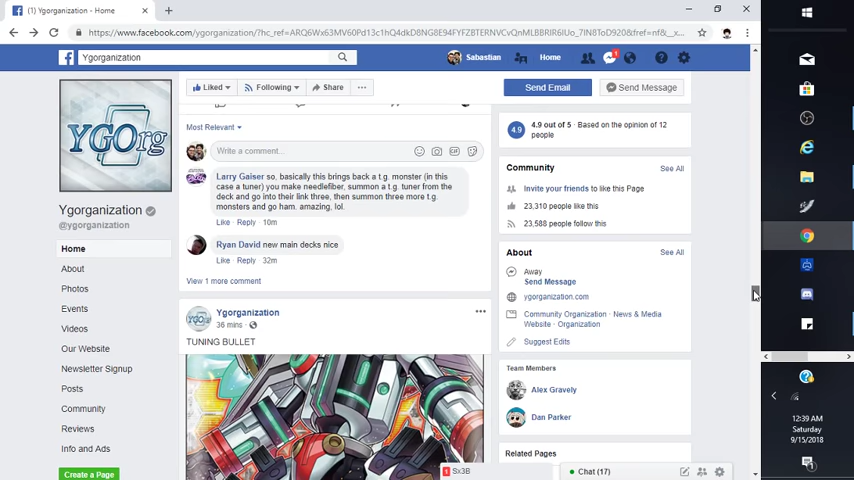 (1) Ygorganization - Home
https://www.facebook.com/ygorganization/?hc_ref=
Ygorganization
Sabastian
Home
Liked
Following
Share
Send Email
Send Message
YGOrg
Ygorganization
@ygorganization
Home
About
Photos
Events
Videos
Our Website
Newsletter Signup
Posts
Community
Reviews
Info and Ads
Create a Page
Most Relevant
Write a comment...
Larry Gaiser so, basically this brings back a t.g. monster (in this
case a tuner) you make needlefiber, summon a t.g. tuner from the
deck and go into their link three, then summon three more t.g.
monsters and go ham. amazing, lol.
Like · Reply · 10m
Ryan David new main decks nice
Like · Reply · 32m
View 1 more comment
Ygorganization
36 mins ·
TUNING BULLET
4.9
4.9 out of 5 · Based on the opinion of 12
people
Community
See All
Invite your friends to like this Page
23,310 people like this
23,588 people follow this
About
See All
Away
Send Message
ygorganization.com
Community Organization · News & Media
Website · Organization
Suggest Edits
Team Members
Alex Gravely
Dan Parker
Related Pages
Sx3B
Chat (17)
12:39 AM
Saturday
9/15/2018
1